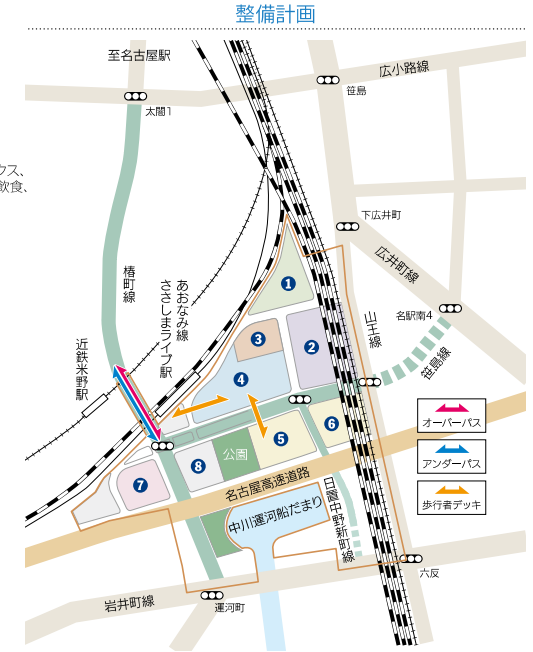 整備計画
至名古屋駅
広小路線
笹島
太閤1
クス、
飲食、
下広井町
広井町線
椿町線
あおなみ線
ささしまライブ駅
山王線
名駅南4
笹島線
近鉄米野駅
1
2
3
4
5
6
7
8
公園
オーバーパス
アンダーパス
歩行者デッキ
名古屋高速道路
中川運河船だまり
日置中野新町線
六反
岩井町線
運河町